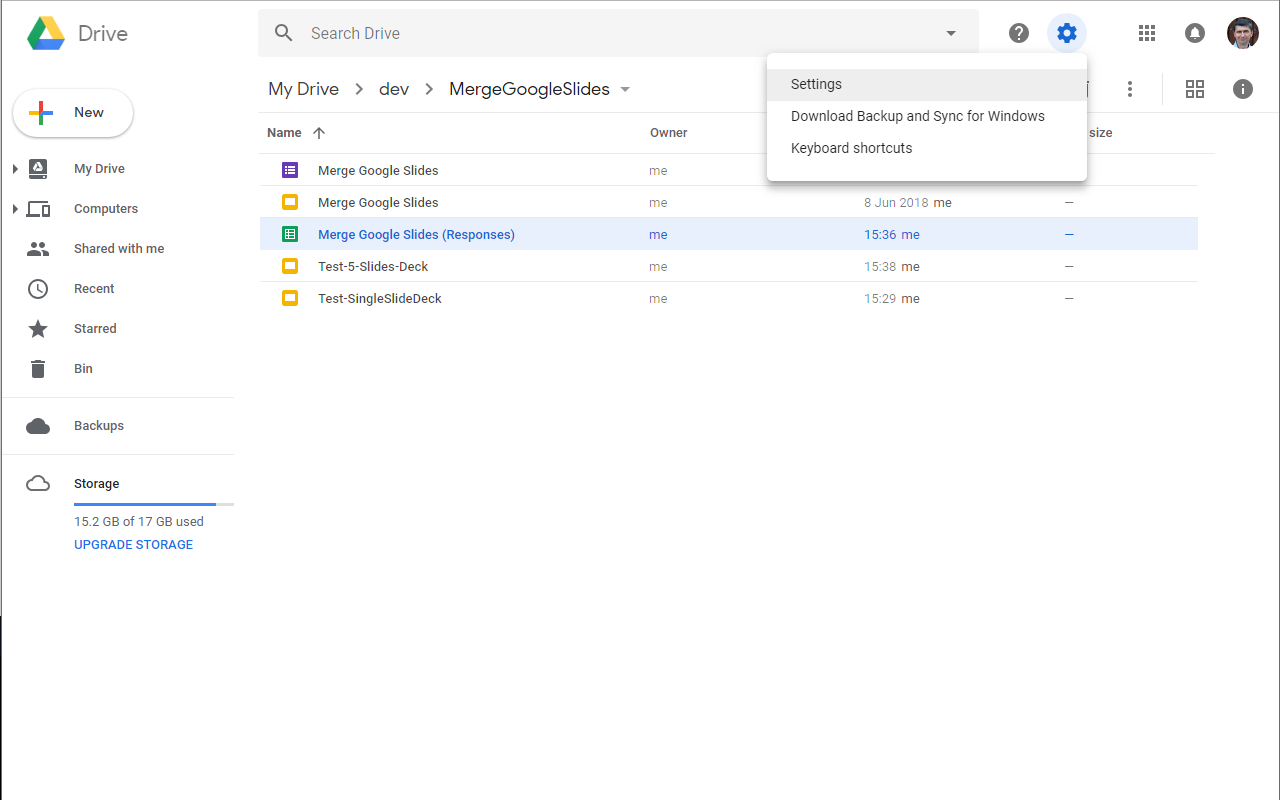 Drive
Search Drive
My Drive dev MergeGoogleSlides
Settings
Download Backup and Sync for Windows
Keyboard shortcuts
New
My Drive
Computers
Shared with me
Recent
Starred
Bin
Backups
Storage
15.2 GB of 17 GB used
UPGRADE STORAGE
Name Owner size
Merge Google Slides me
Merge Google Slides me 8 Jun 2018 me —
Merge Google Slides (Responses) me 15:36 me —
Test-5-Slides-Deck me 15:38 me —
Test-SingleSlideDeck me 15:29 me —